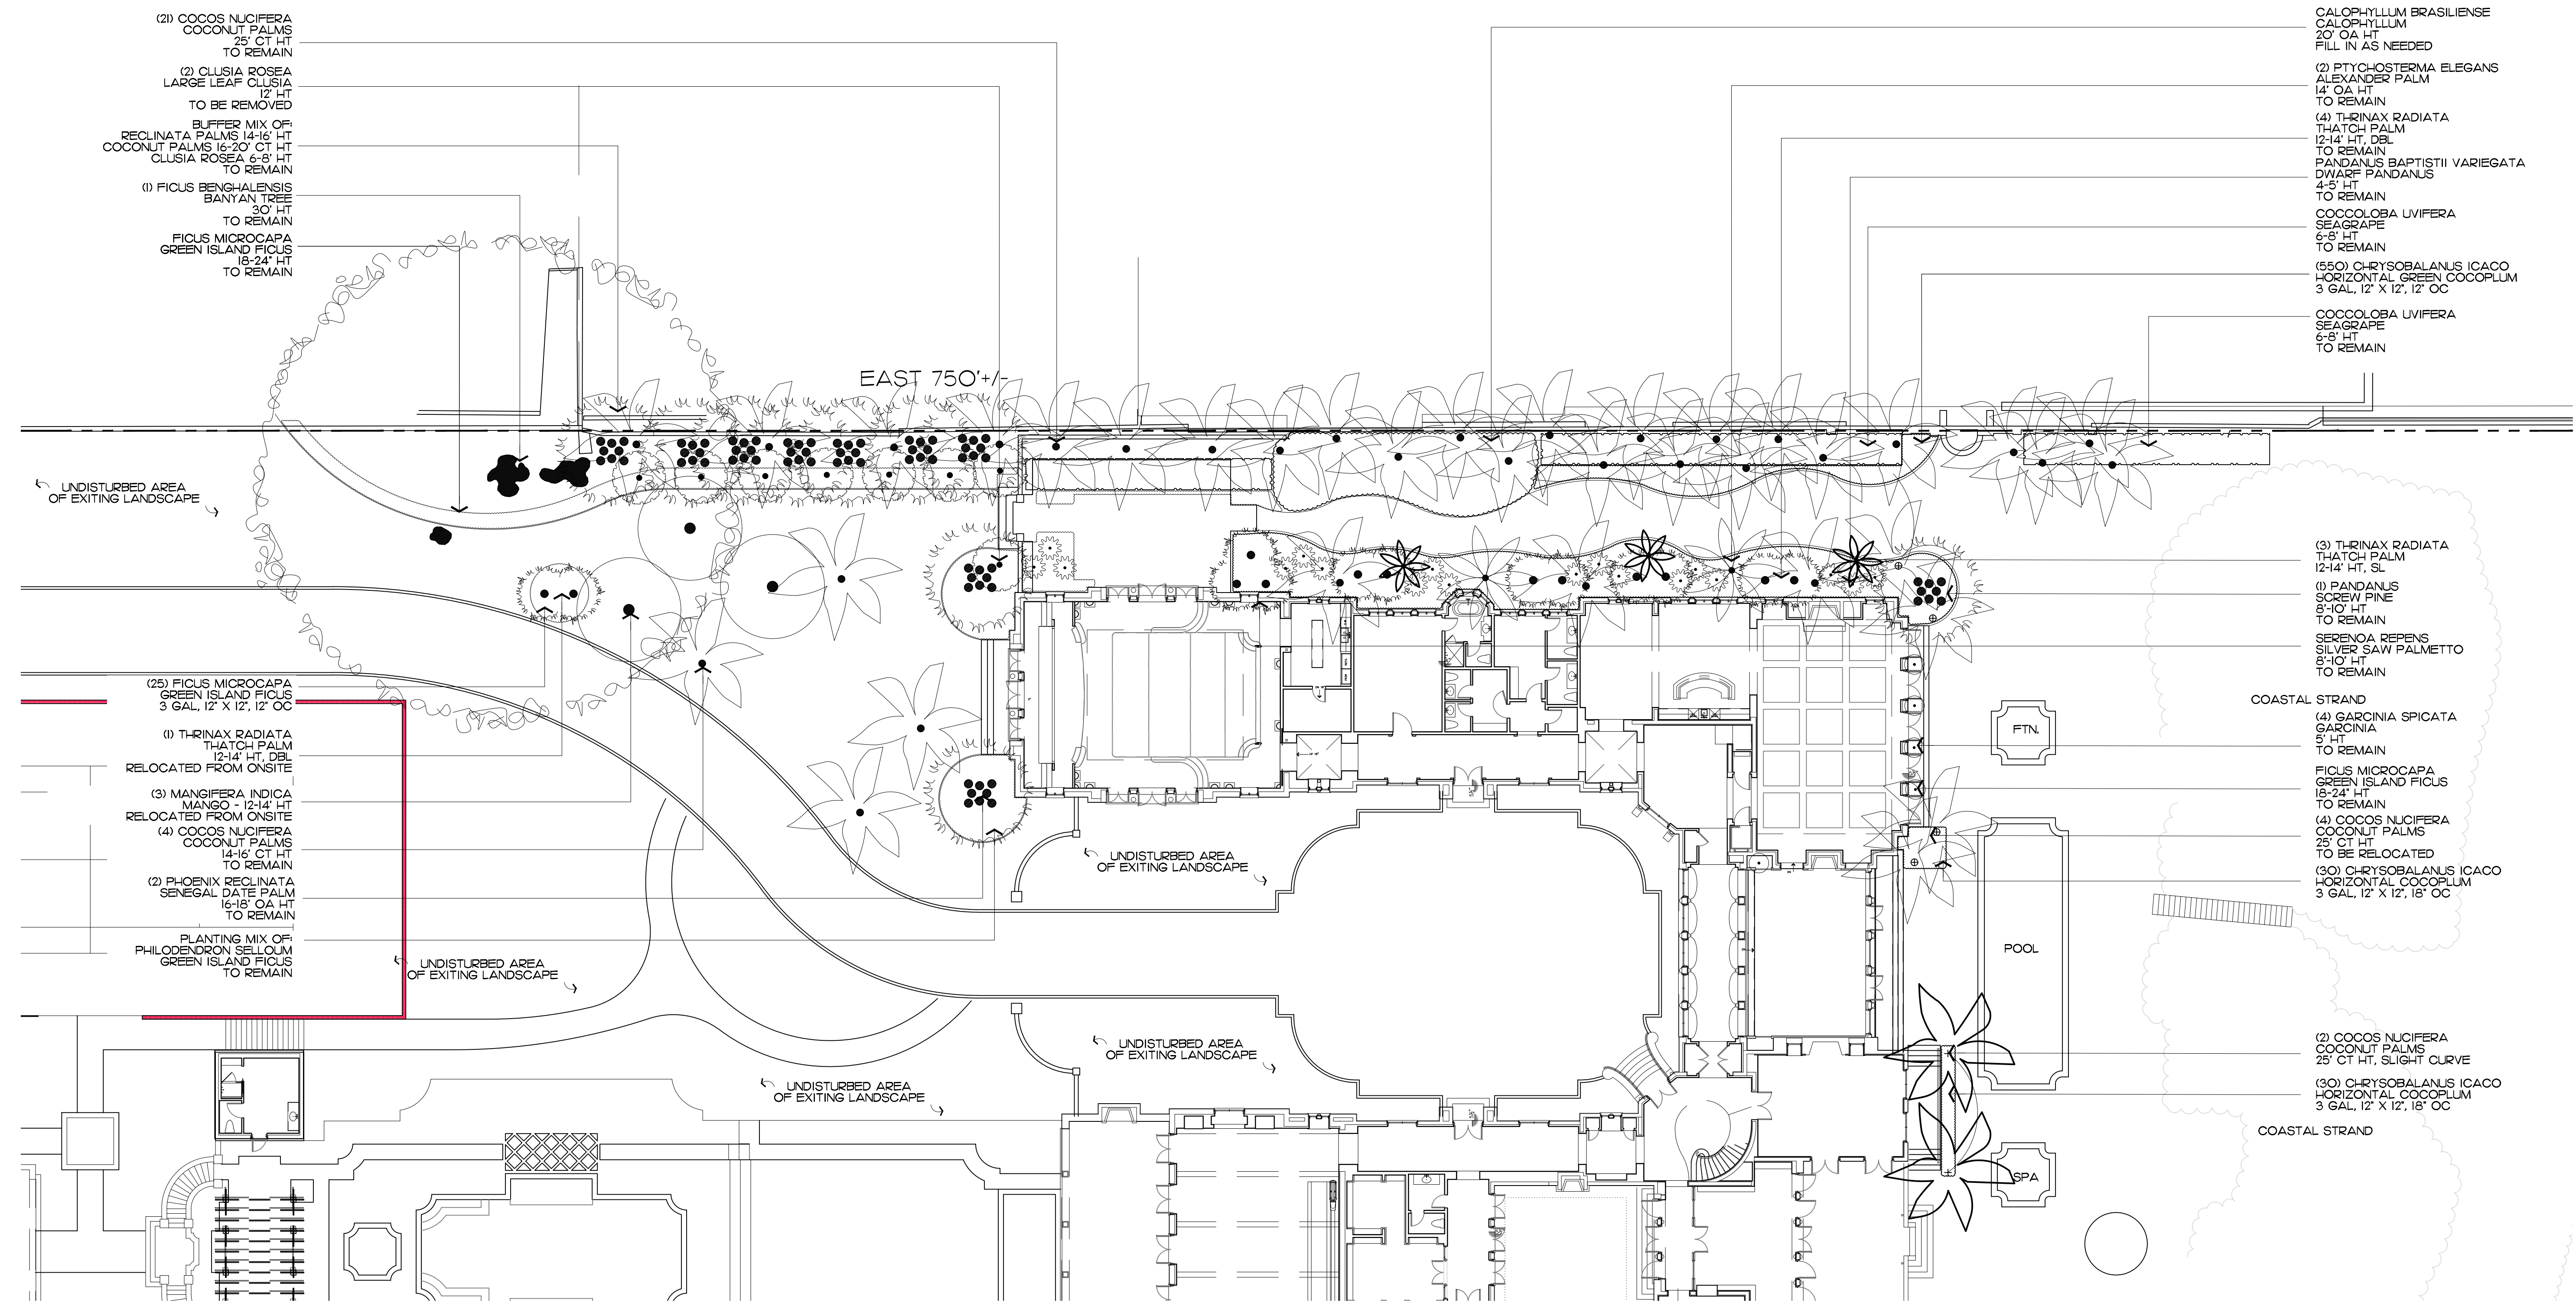 (21) COCOS NUCIFERA
COCONUT PALMS
25' CT HT
TO REMAIN
(2) CLUSIA ROSEA
LARGE LEAF CLUSIA
12' HT
TO BE REMOVED
BUFFER MIX OF:
RECLINATA PALMS 14-16' HT
COCONUT PALMS 16-20' CT HT
CLUSIA ROSEA 6-8' HT
TO REMAIN
(1) FICUS BENGHALENSIS
BANYAN TREE
30' HT
TO REMAIN
FICUS MICROCAPA
GREEN ISLAND FICUS
18-24" HT
TO REMAIN
UNDISTURBED AREA
OF EXITING LANDSCAPE
(25) FICUS MICROCAPA
GREEN ISLAND FICUS
3 GAL, 12" X 12", 12" OC
(1) THRINAX RADIATA
THATCH PALM
12-14' HT, DBL
RELOCATED FROM ONSITE
(3) MANGIFERA INDICA
MANGO - 12-14' HT
RELOCATED FROM ONSITE
(4) COCOS NUCIFERA
COCONUT PALMS
14-16' CT HT
TO REMAIN
(2) PHOENIX RECLINATA
SENEGAL DATE PALM
16-18' OA HT
TO REMAIN
PLANTING MIX OF:
PHILODENDRON SELLOUM
GREEN ISLAND FICUS
TO REMAIN
EAST 750'+/-
UNDISTURBED AREA
OF EXITING LANDSCAPE
UNDISTURBED AREA
OF EXITING LANDSCAPE
UNDISTURBED AREA
OF EXITING LANDSCAPE
UNDISTURBED AREA
OF EXITING LANDSCAPE
CALOPHYLLUM BRASILIENSE
CALOPHYLLUM
20' OA HT
FILL IN AS NEEDED
(2) PTYCHOSTERMA ELEGANS
ALEXANDER PALM
14' OA HT
TO REMAIN
(4) THRINAX RADIATA
THATCH PALM
12-14' HT, DBL
TO REMAIN
PANDANUS BAPTISTII VARIEGATA
DWARF PANDANUS
4-5' HT
TO REMAIN
COCCOLOBA UVIFERA
SEAGRAPE
6-8' HT
TO REMAIN
(550) CHRYSOBALANUS ICACO
HORIZONTAL GREEN COCOPLUM
3 GAL, 12" X 12", 12" OC
COCCOLOBA UVIFERA
SEAGRAPE
6-8' HT
TO REMAIN
(3) THRINAX RADIATA
THATCH PALM
12-14' HT, SL
(1) PANDANUS
SCREW PINE
8'-10' HT
TO REMAIN
SERENOA REPENS
SILVER SAW PALMETTO
8'-10' HT
TO REMAIN
COASTAL STRAND
(4) GARCINIA SPICATA
GARCINIA
5' HT
TO REMAIN
FICUS MICROCAPA
GREEN ISLAND FICUS
18-24" HT
TO REMAIN
(4) COCOS NUCIFERA
COCONUT PALMS
25' CT HT
TO BE RELOCATED
(30) CHRYSOBALANUS ICACO
HORIZONTAL COCOPLUM
3 GAL, 12" X 12", 18" OC
FTN.
POOL
(2) COCOS NUCIFERA
COCONUT PALMS
25' CT HT, SLIGHT CURVE
(30) CHRYSOBALANUS ICACO
HORIZONTAL COCOPLUM
3 GAL, 12" X 12", 18" OC
COASTAL STRAND
SPA